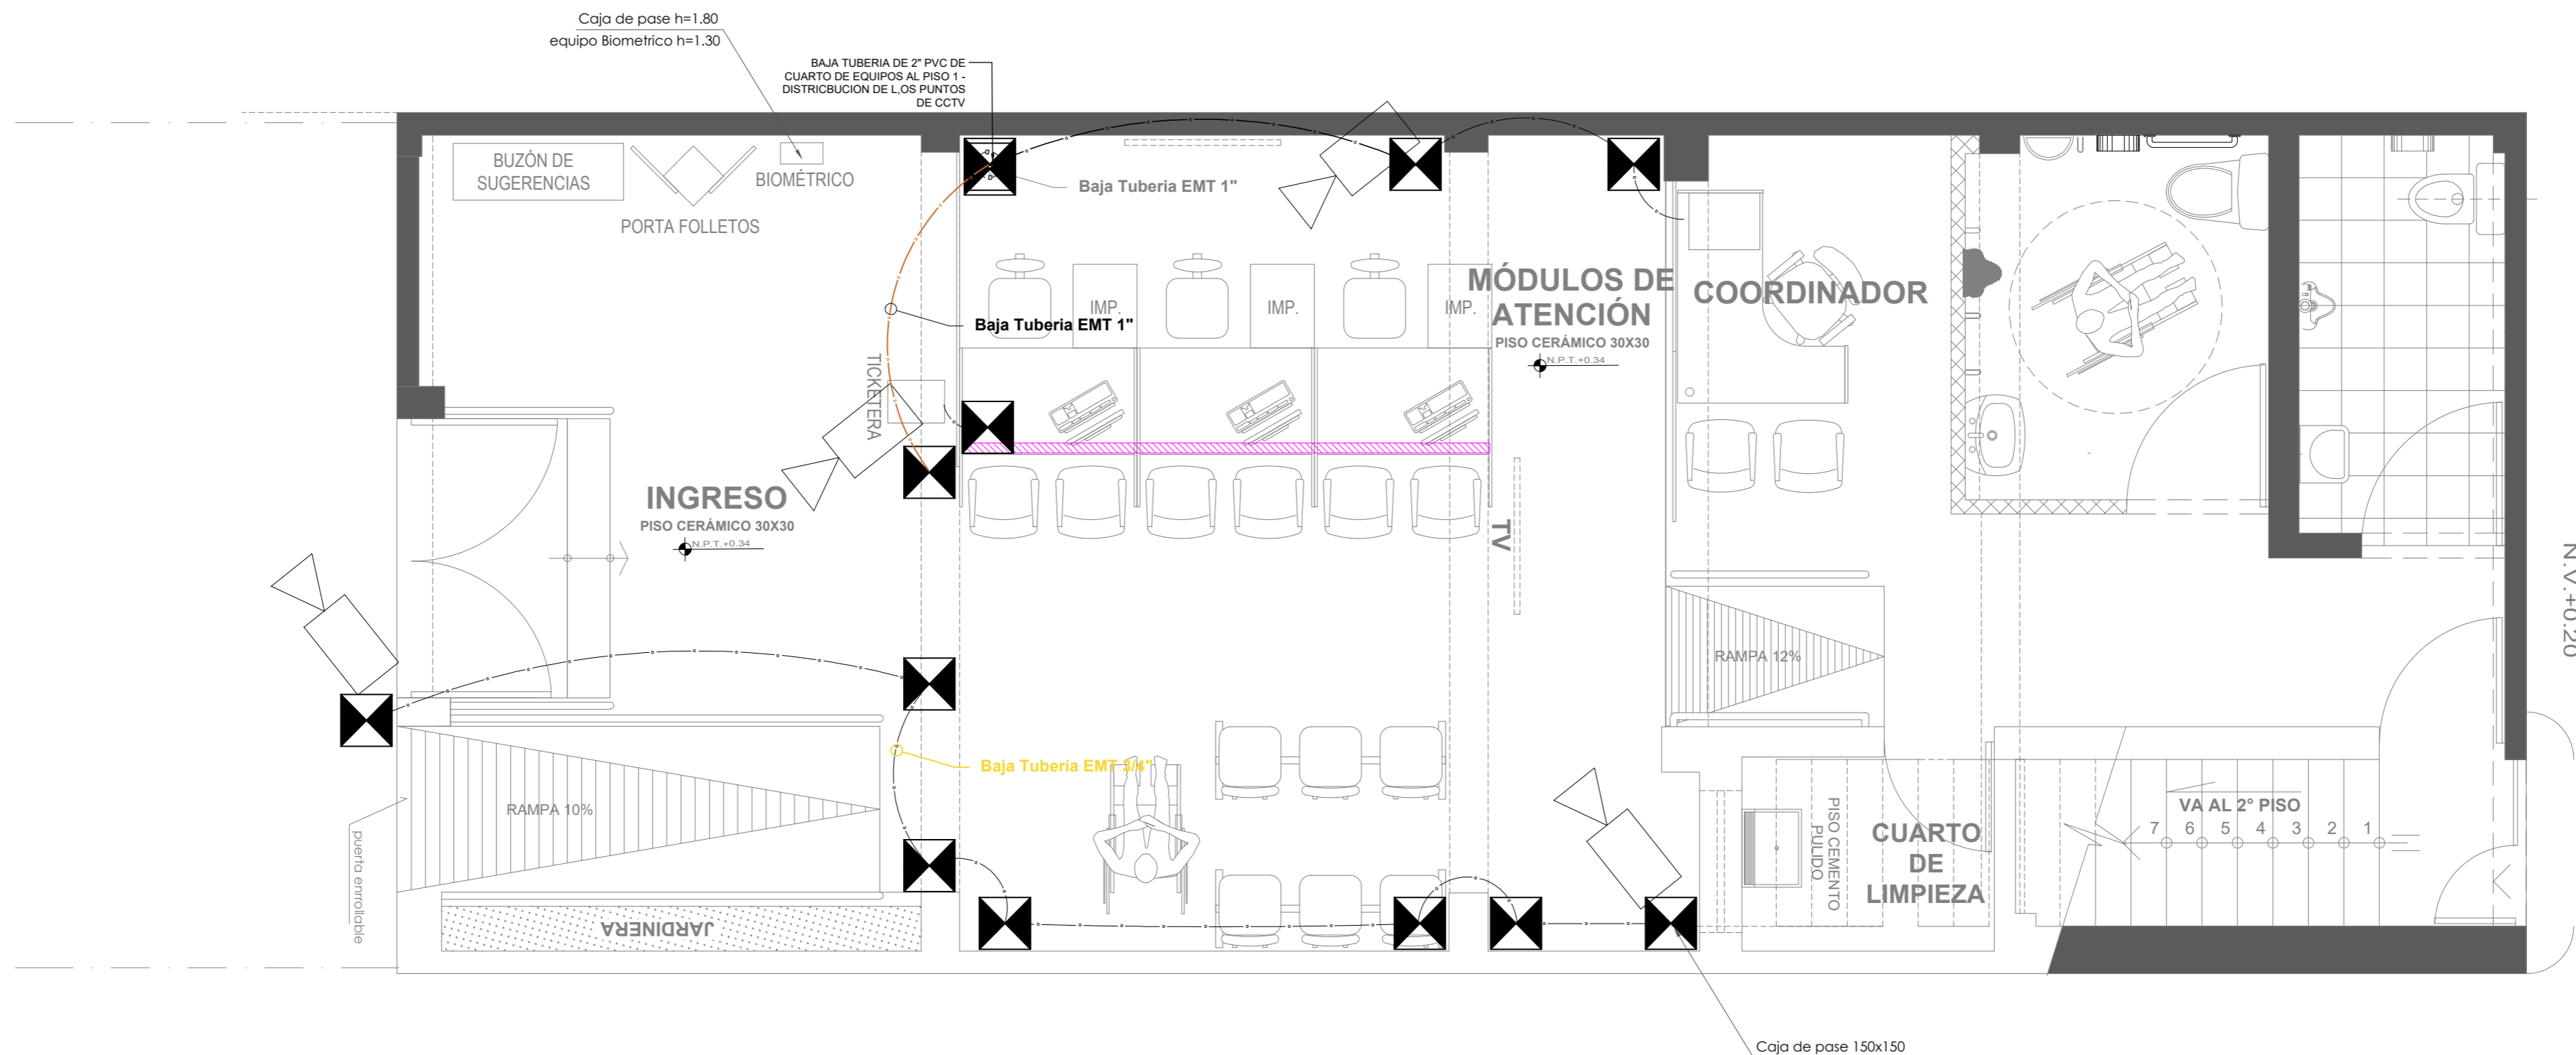 Caja de pase h=1.80
equipo Biometrico h=1.30
BAJA TUBERIA DE 2" PVC DE
CUARTO DE EQUIPOS AL PISO 1 -
DISTRICBUCION DE L,OS PUNTOS
DE CCTV
BUZÓN DE
SUGERENCIAS
BIOMÉTRICO
PORTA FOLLETOS
Baja Tuberia EMT 1"
Baja Tuberia EMT 1"
IMP.
IMP.
IMP.
MÓDULOS DE
ATENCIÓN
PISO CERÁMICO 30X30
N.P.T.+0.34
COORDINADOR
TICKETERA
INGRESO
PISO CERÁMICO 30X30
N.P.T.+0.34
TV
N.V.+0.20
RAMPA 12%
Baja Tuberia EMT 3/4"
RAMPA 10%
puerta enrrollable
JARDINERA
PISO CEMENTO
PULIDO
CUARTO
DE
LIMPIEZA
VA AL 2° PISO
7 6 5 4 3 2 1
Caja de pase 150x150